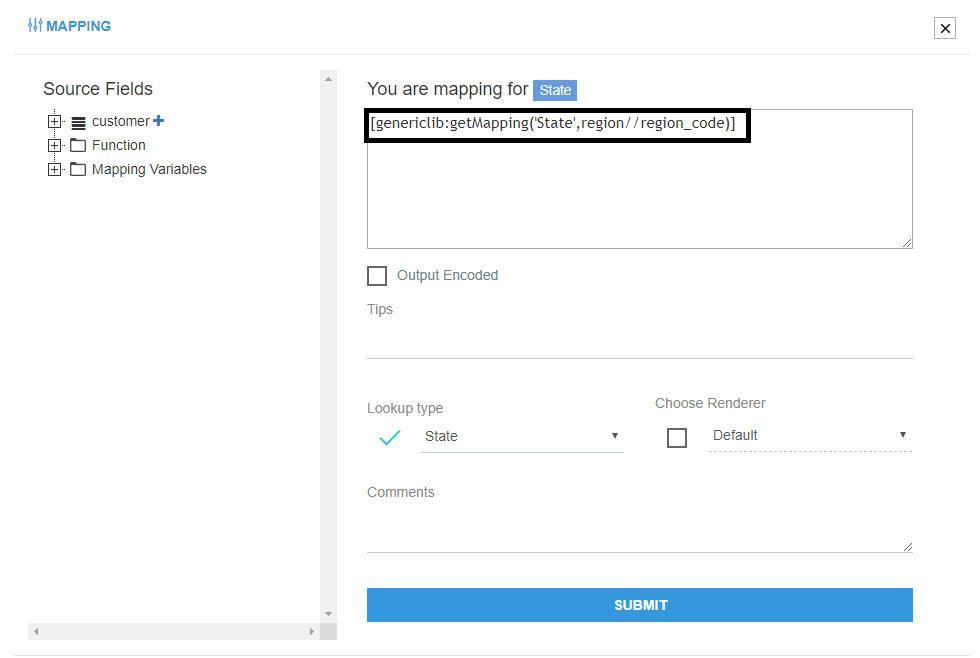 MAPPING
Source Fields
customer
Function
Mapping Variables
You are mapping for State
[genericlib:getMapping('State',region//region_code)]
Output Encoded
Tips
Lookup type
State
Choose Renderer
Default
Comments
SUBMIT